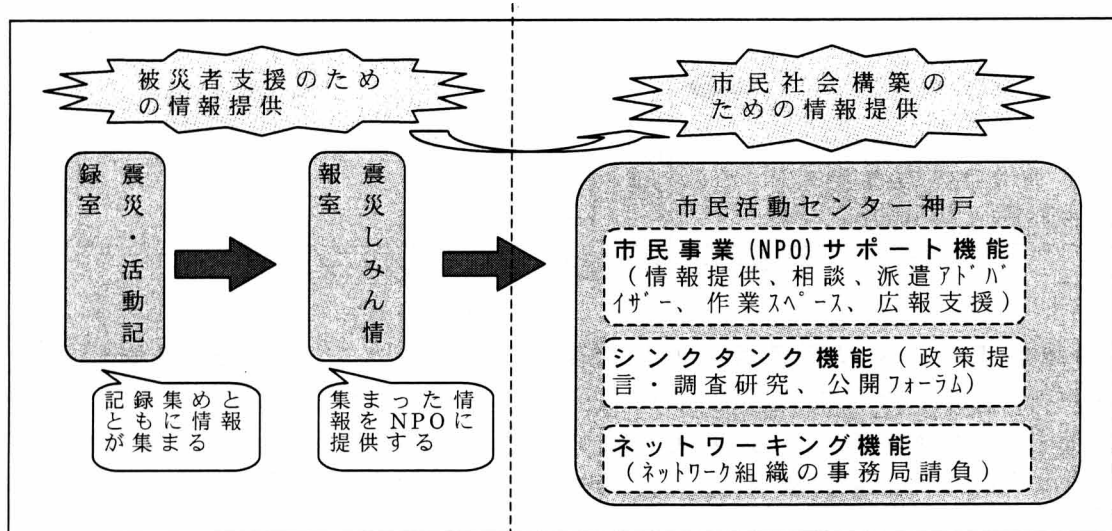 被災者支援のため
の情報提供
市民社会構築の
ための情報提供
震災・活動記
録室
震災しみん情
報室
記録集めと
ともに情報
が集まる
集まった情
報をNPOに
提供する
市民活動センター神戸
市民事業(NPO)サポート機能
(情報提供、相談、派遣アドバ
イザー、作業スペース、広報支援)
シンクタンク機能(政策提
言・調査研究、公開フォーラム)
ネットワーキング機能
(ネットワーク組織の事務局請負)